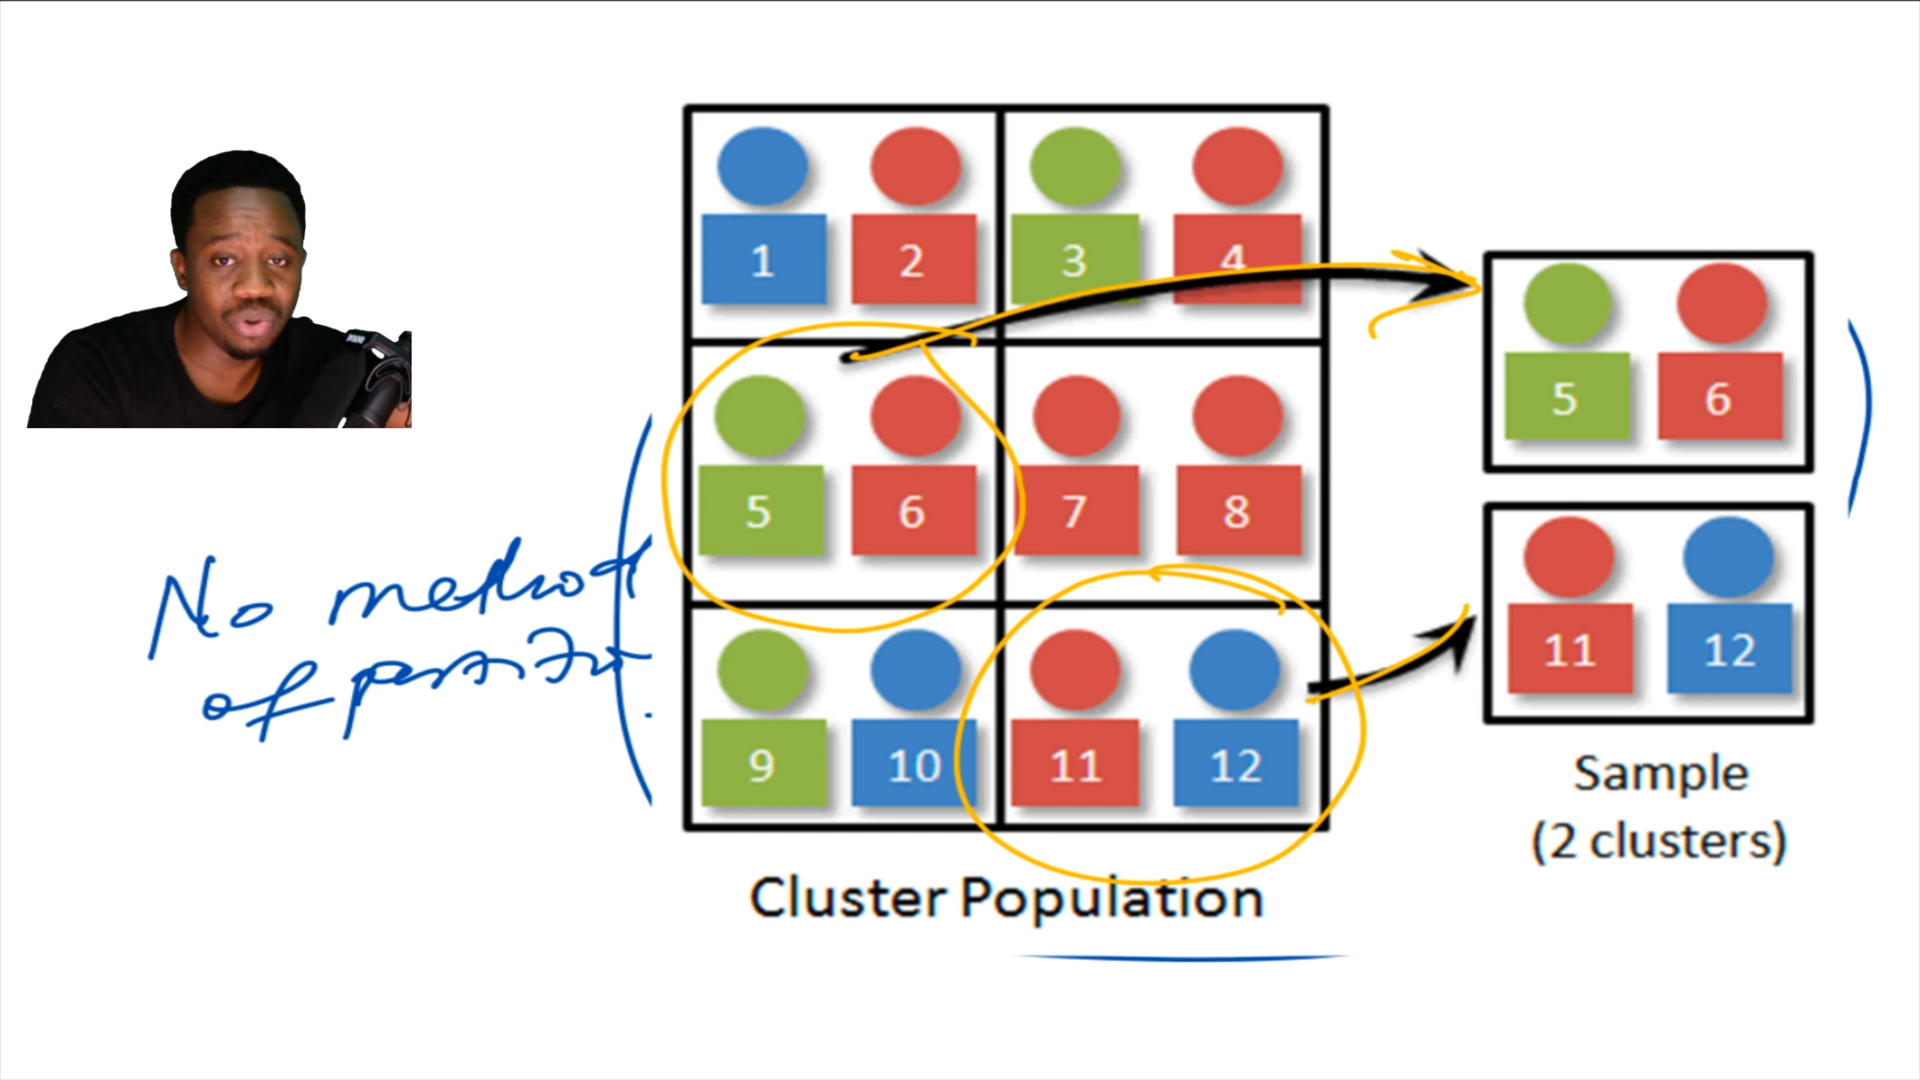 1 2 3 4
5 6 7 8
9 10 11 12
5 6
11 12
Sample
(2 clusters)
Cluster Population
No method
of